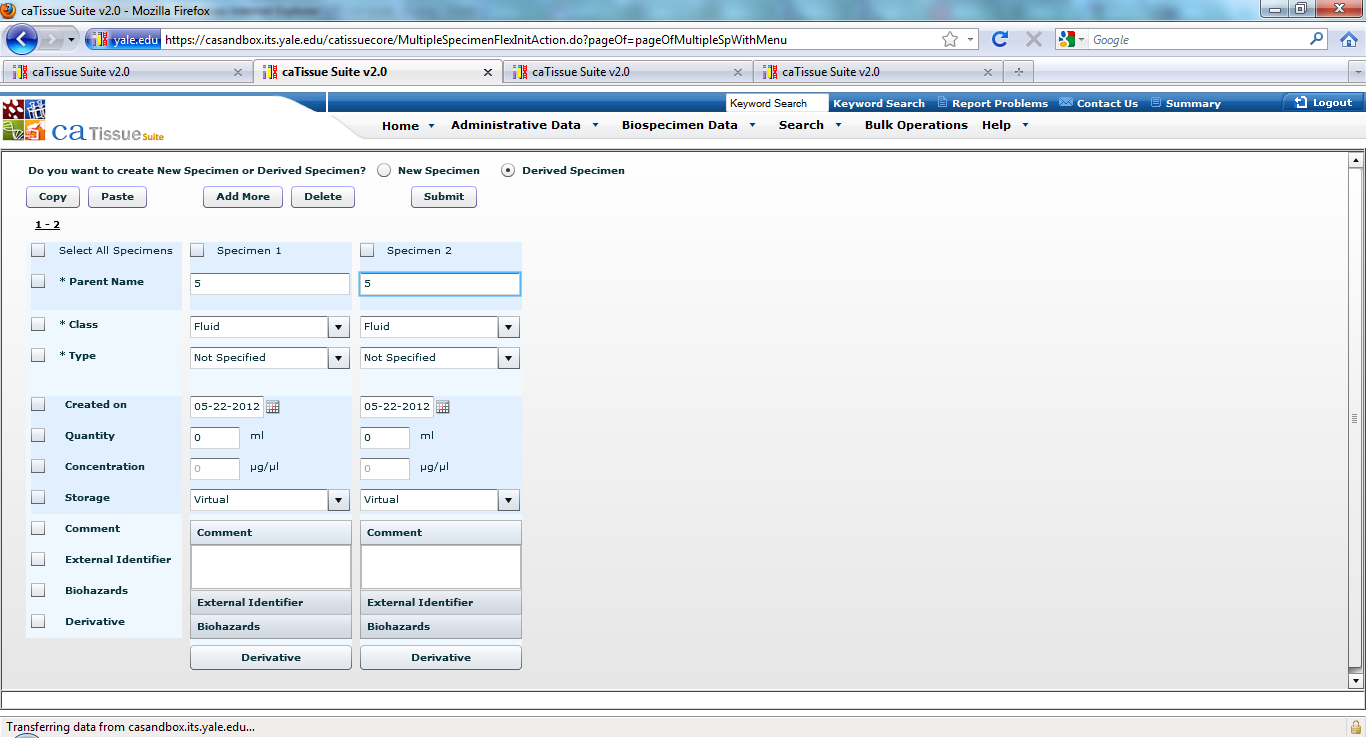 caTissue Suite v2.0 - Mozilla Firefox
yale.edu https://casandbox.its.yale.edu/catissuecore/MultipleSpecimenFlexInitAction.do?pageOf=pageOfMultipleSpWithMenu Google
caTissue Suite v2.0 caTissue Suite v2.0 caTissue Suite v2.0 caTissue Suite v2.0
Keyword Search Keyword Search Report Problems Contact Us Summary Logout
ca Tissue Suite
Home Administrative Data Biospecimen Data Search Bulk Operations Help
Do you want to create New Specimen or Derived Specimen? New Specimen Derived Specimen
Copy Paste Add More Delete Submit
1 - 2
Select All Specimens Specimen 1 Specimen 2
* Parent Name 5 5
* Class Fluid Fluid
* Type Not Specified Not Specified
Created on 05-22-2012 05-22-2012
Quantity 0 ml 0 ml
Concentration 0 µg/µl 0 µg/µl
Storage Virtual Virtual
Comment Comment Comment
External Identifier
External Identifier External Identifier
Biohazards
Biohazards Biohazards
Derivative
Derivative Derivative
Transferring data from casandbox.its.yale.edu...